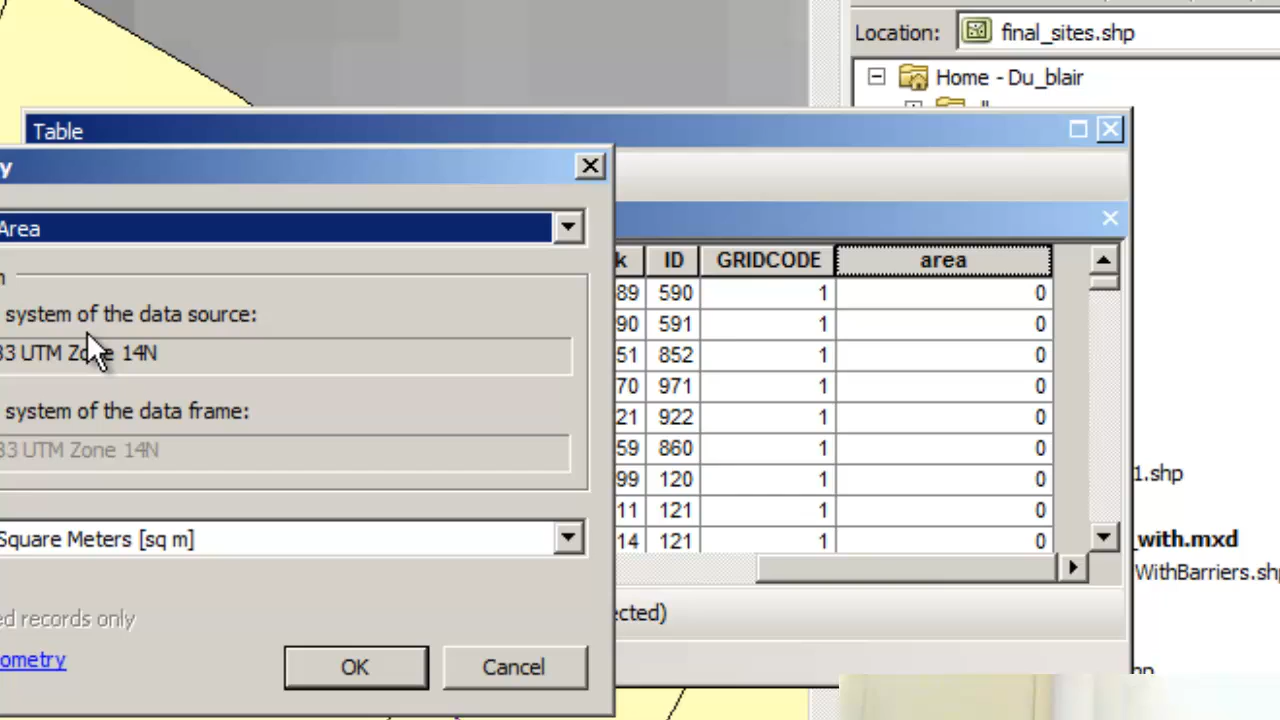 Location: final_sites.shp
Home - Du_blair
Table
y
Area
k ID GRIDCODE area
89 590 1 0
system of the data source:
90 591 1 0
33 UTM Zone 14N
51 852 1 0
70 971 1 0
system of the data frame:
21 922 1 0
33 UTM Zone 14N
59 860 1 0
99 120 1 0
1.shp
11 121 1 0
Square Meters [sq m]
14 121 1 0
_with.mxd
WithBarriers.sh
ed records only
ected)
ometry
OK Cancel